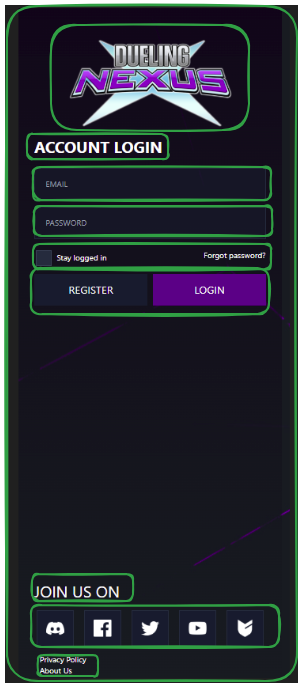 DUELING
NEXUS
ACCOUNT LOGIN
EMAIL
PASSWORD
Stay logged in Forgot password?
REGISTER LOGIN
JOIN US ON
Privacy Policy
About Us